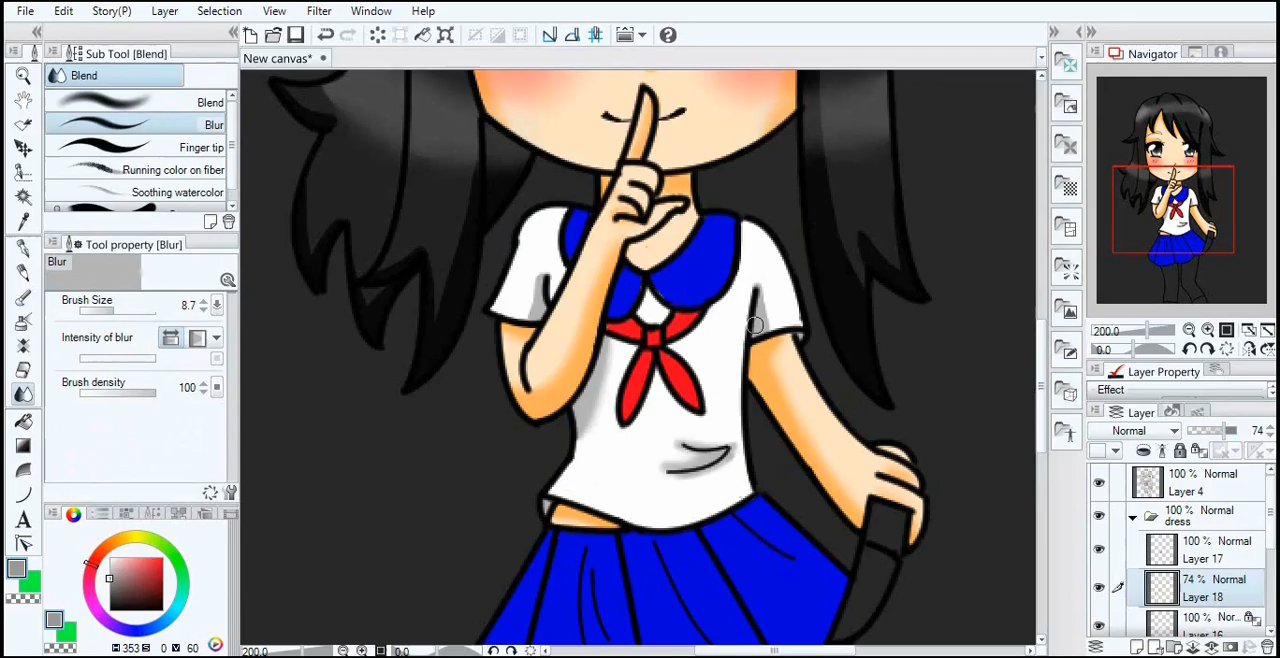 File Edit Story(P) Layer Selection View Filter Window Help
Sub Tool [Blend]
New canvas*
Navigator
Blend
Blend
Blur
Finger tip
Running color on fiber
Soothing watercolor
Tool property [Blur]
Blur
Brush Size 8.7
Intensity of blur
Brush density 100
200.0
0.0
Layer Property
Effect
Layer
Normal 74
100 % Normal
Layer 4
100 % Normal
dress
100 % Normal
Layer 17
74 % Normal
Layer 18
100 % Nor...
Layer 16
A
H 353 S 0 V 60
200.0 0.0